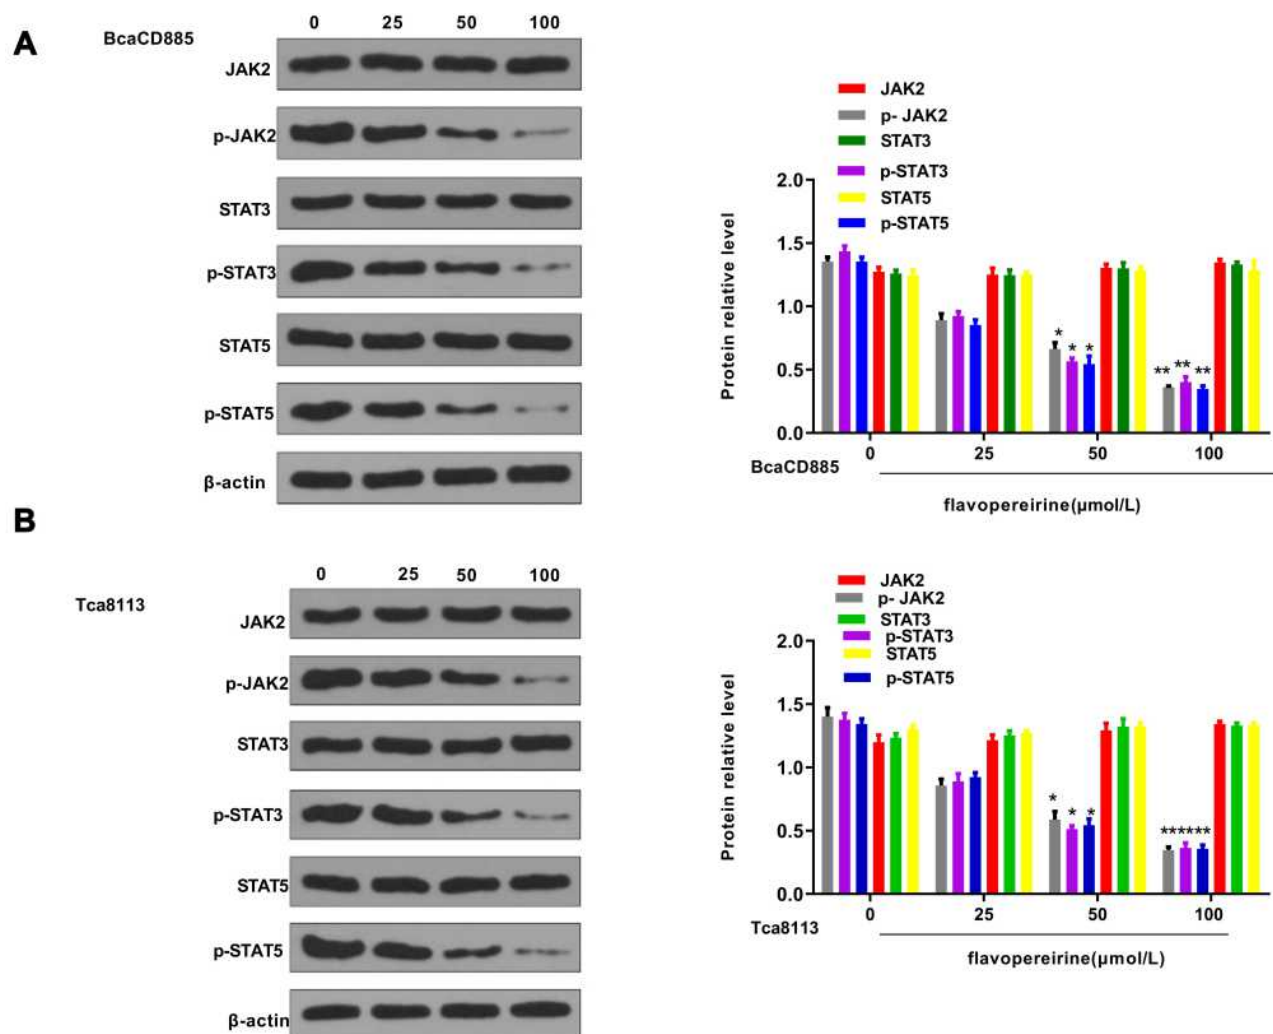 A
BcaCD885
0 25 50 100
JAK2
p-JAK2
STAT3
p-STAT3
STAT5
p-STAT5
β-actin
JAK2
p- JAK2
STAT3
p-STAT3
STAT5
p-STAT5
Protein relative level
2.0
1.5
1.0
0.5
0.0
* * *
** ** **
0 25 50 100
BcaCD885
flavopereirine(μmol/L)
B
Tca8113
0 25 50 100
JAK2
p-JAK2
STAT3
p-STAT3
STAT5
p-STAT5
β-actin
JAK2
p- JAK2
STAT3
p-STAT3
STAT5
p-STAT5
Protein relative level
2.0
1.5
1.0
0.5
0.0
* * *
******
0 25 50 100
Tca8113
flavopereirine(μmol/L)